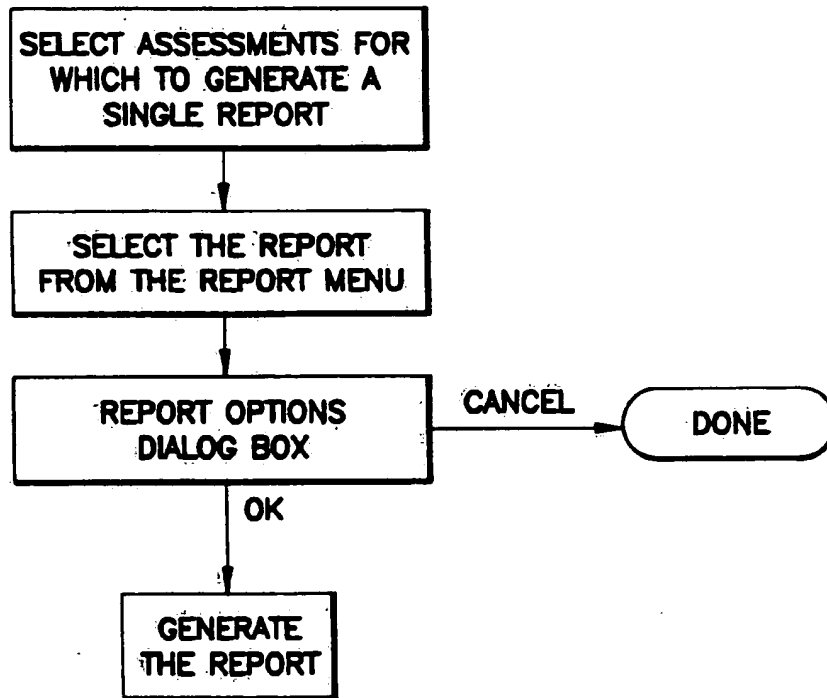 SELECT ASSESSMENTS FOR
WHICH TO GENERATE A
SINGLE REPORT
SELECT THE REPORT
FROM THE REPORT MENU
REPORT OPTIONS
DIALOG BOX
CANCEL
DONE
OK
GENERATE
THE REPORT